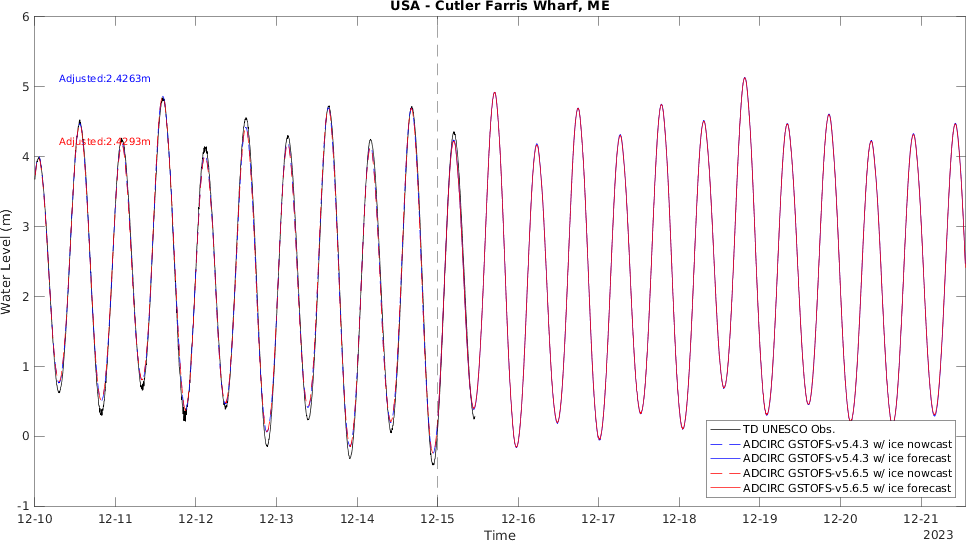 USA - Cutler Farris Wharf, ME
6
5
4
3
2
1
0
-1
Water Level (m)
Adjusted:2.4263m
Adjusted:2.4293m
TD UNESCO Obs.
ADCIRC GSTOFS-v5.4.3 w/ ice nowcast
ADCIRC GSTOFS-v5.4.3 w/ ice forecast
ADCIRC GSTOFS-v5.6.5 w/ ice nowcast
ADCIRC GSTOFS-v5.6.5 w/ ice forecast
12-10 12-11 12-12 12-13 12-14 12-15 12-16 12-17 12-18 12-19 12-20 12-21
Time
2023